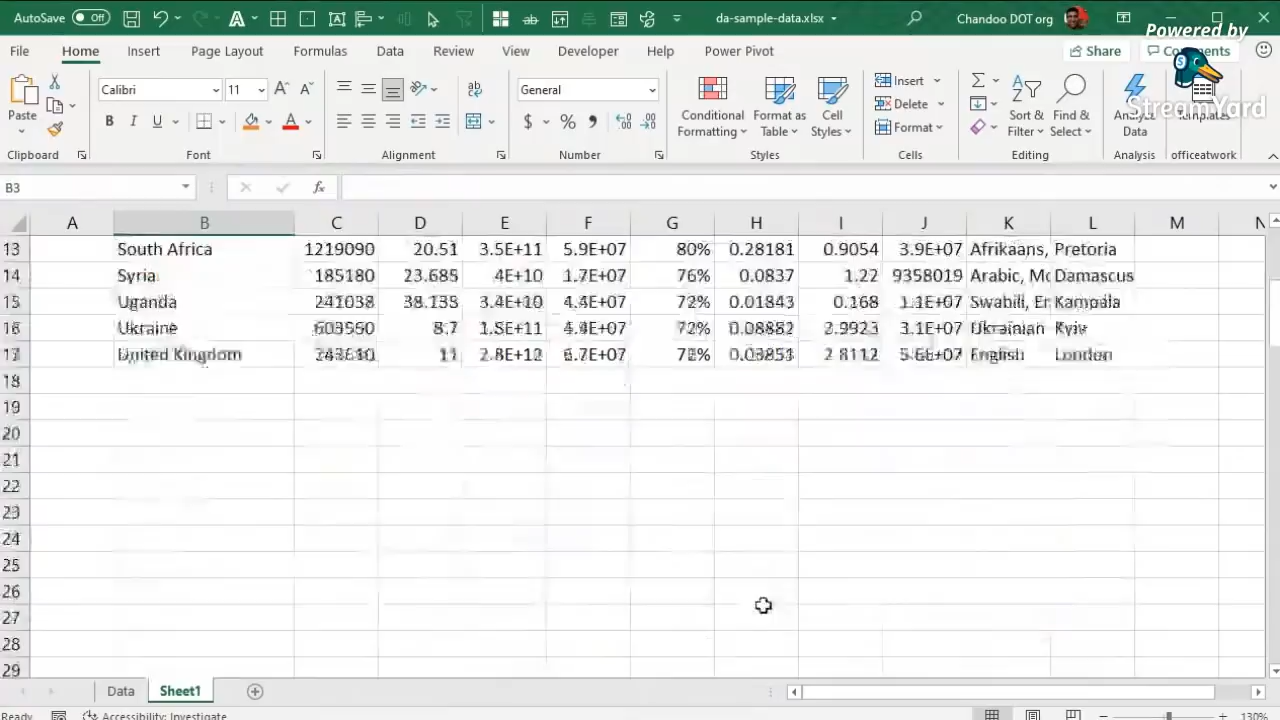 AutoSave Off da-sample-data.xlsx Chandoo DOT org
Powered by
File Home Insert Page Layout Formulas Data Review View Developer Help Power Pivot Share Comments
StreamYard
Calibri 11 General
Paste B I U $ % Conditional Formatting Format as Table Cell Styles Insert Delete Format Sort & Filter Find & Select Analyze Data Templates
Clipboard Font Alignment Number Styles Cells Editing Analysis officeatwork
B3 fx
A B C D E F G H I J K L M N
13 South Africa 1219090 20.51 3.5E+11 5.9E+07 80% 0.28181 0.9054 3.9E+07 Afrikaans, Pretoria
14 Syria 185180 23.685 4E+10 1.7E+07 76% 0.0837 1.22 9358019 Arabic, Mo Damascus
15 Uganda 241038 38.135 3.4E+10 4.4E+07 72% 0.01843 0.168 1.1E+07 Swahili, En Kampala
16 Ukraine 603550 8.7 4.4E+07 72% 0.08882 2.9923 3.1E+07 Ukrainian Kyiv
17 United Kingdom 243610 11 2.8E+12 6.7E+07 0.03851 2.8112 5.6E+07 English London
18
19
20
21
22
23
24
25
26
27
28
29
Data Sheet1
Ready Accessibility: Investigate 130%